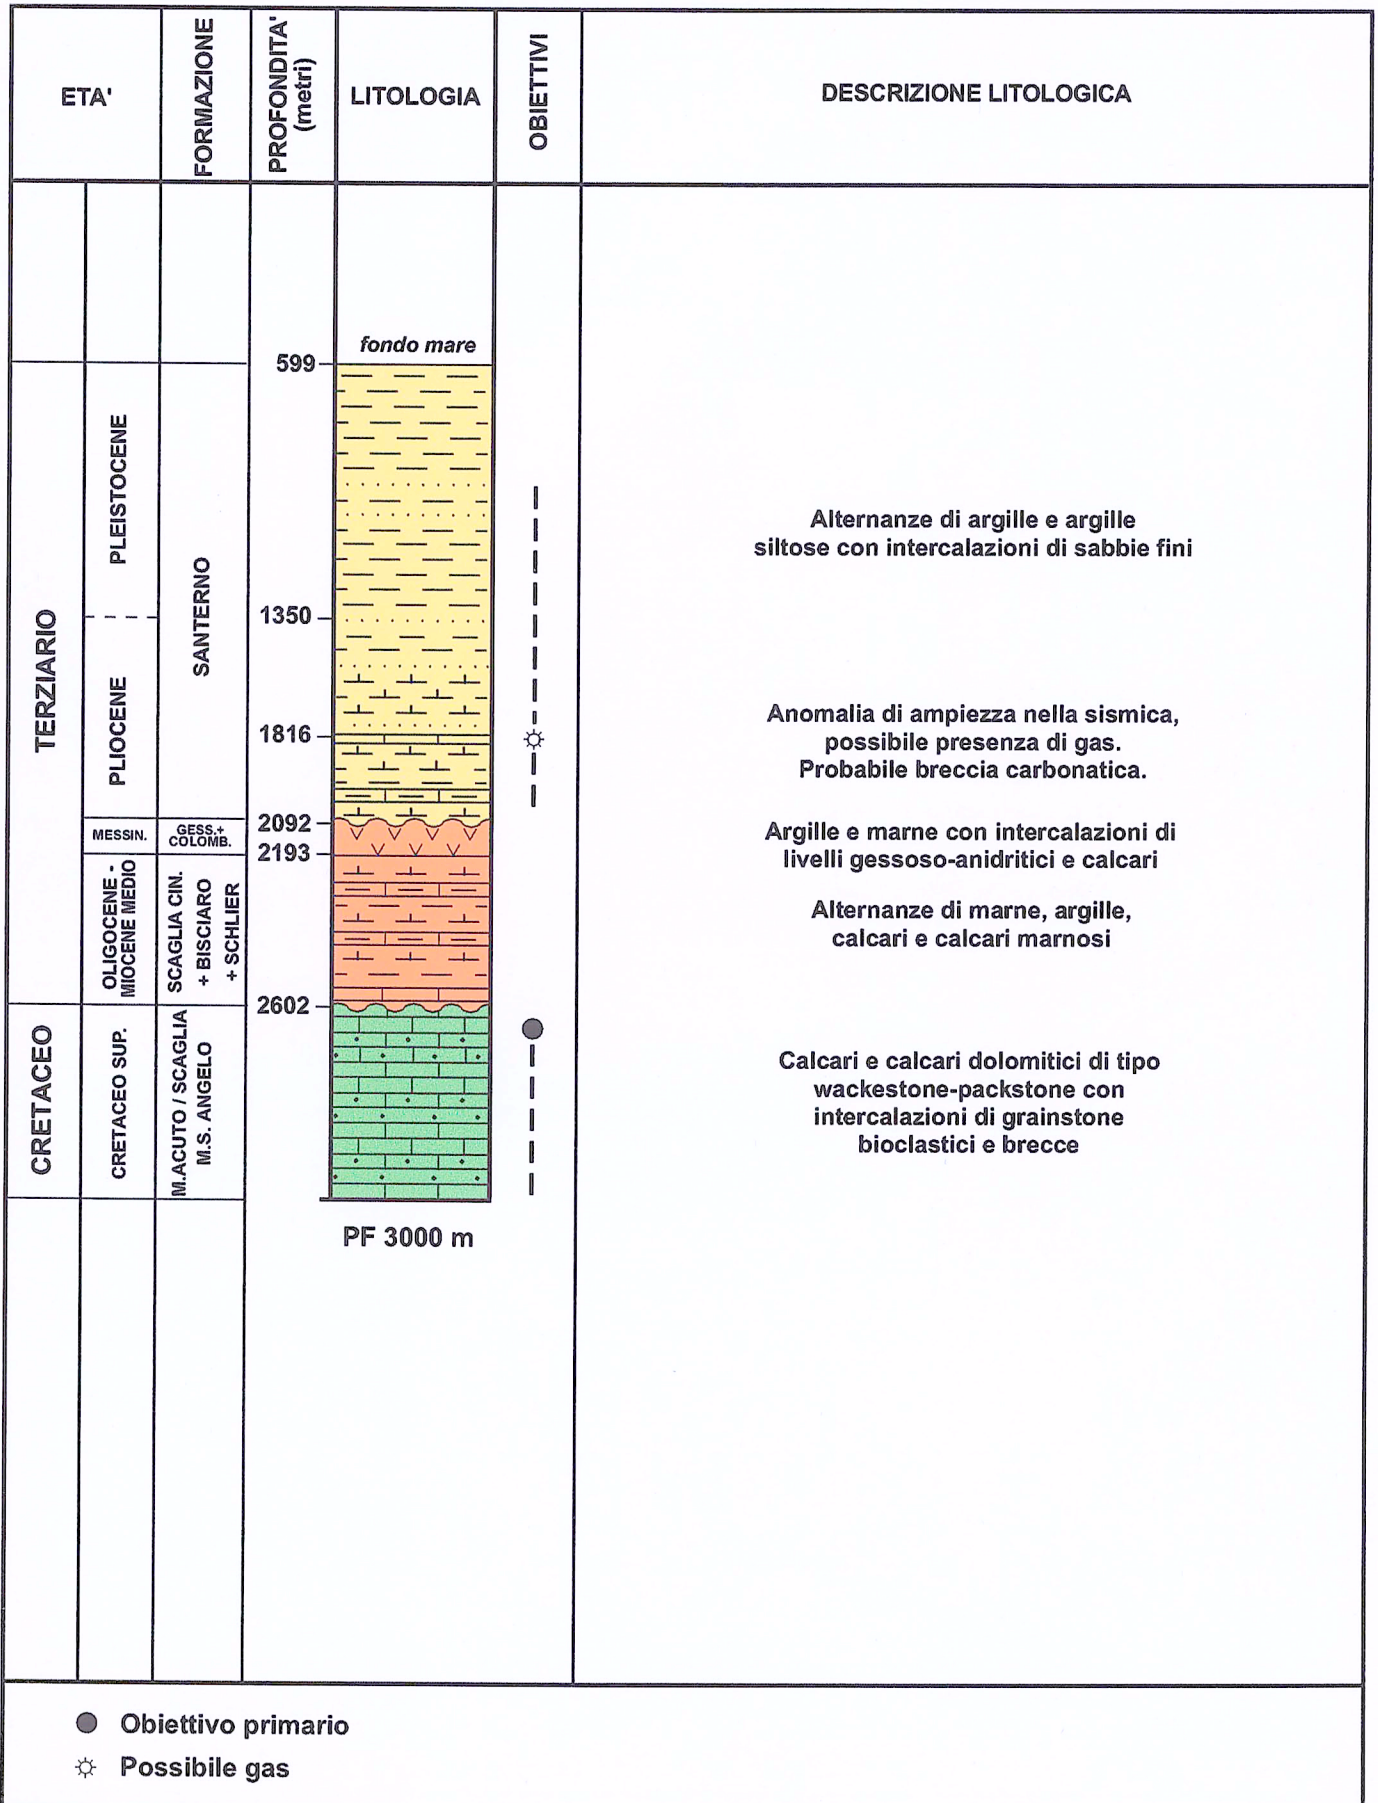 ETA'
FORMAZIONE
PROFONDITA'
(metri)
LITOLOGIA
OBIETTIVI
DESCRIZIONE LITOLOGICA
fondo mare
599
TERZIARIO
PLEISTOCENE
SANTERNO
Alternanze di argille e argille
siltose con intercalazioni di sabbie fini
1350
PLIOCENE
1816
Anomalia di ampiezza nella sismica,
possibile presenza di gas.
Probabile breccia carbonatica.
2092
MESSIN.
GESS.+
COLOMB.
Argille e marne con intercalazioni di
livelli gessoso-anidritici e calcari
2193
OLIGOCENE -
MIOCENE MEDIO
SCAGLIA CIN.
+ BISCIARO
+ SCHLIER
Alternanze di marne, argille,
calcari e calcari marnosi
2602
CRETACEO
CRETACEO SUP.
M.ACUTO / SCAGLIA
M.S. ANGELO
Calcari e calcari dolomitici di tipo
wackestone-packstone con
intercalazioni di grainstone
bioclastici e brecce
PF 3000 m
Obiettivo primario
Possibile gas